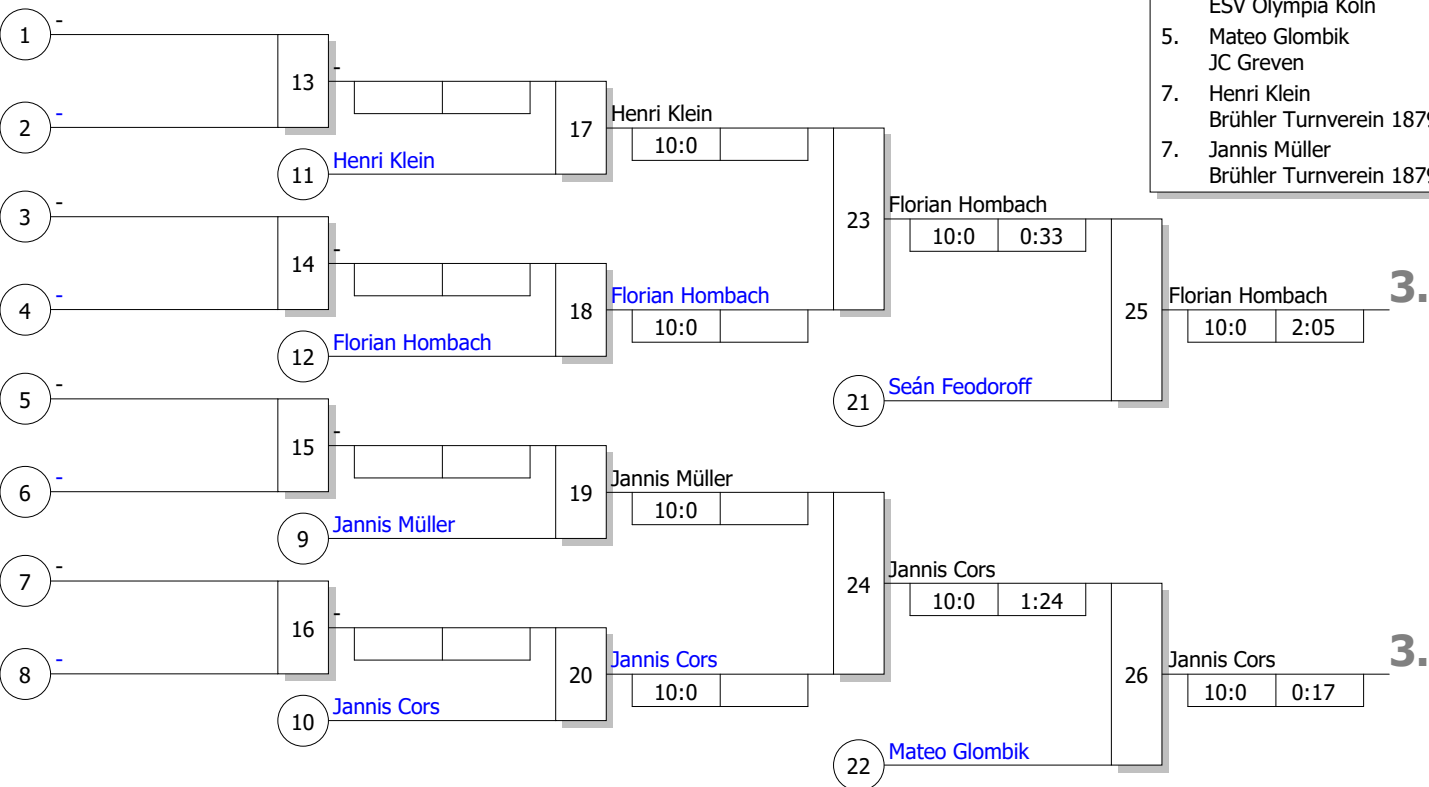 ESV Olympia Köln
5. Mateo Glombik
JC Greven
7. Henri Klein
Brühler Turnverein 1879
7. Jannis Müller
Brühler Turnverein 1879
1 -
13
-
2 -
17
Henri Klein
10:0
11 Henri Klein
3 -
23
Florian Hombach
10:0 0:33
14
-
4 -
18
Florian Hombach
10:0
12 Florian Hombach
25
Florian Hombach
10:0 2:05
3.
21 Seán Feodoroff
5 -
15
-
6 -
19
Jannis Müller
10:0
9 Jannis Müller
7 -
24
Jannis Cors
10:0 1:24
16
-
8 -
20
Jannis Cors
10:0
10 Jannis Cors
26
Jannis Cors
10:0 0:17
3.
22 Mateo Glombik